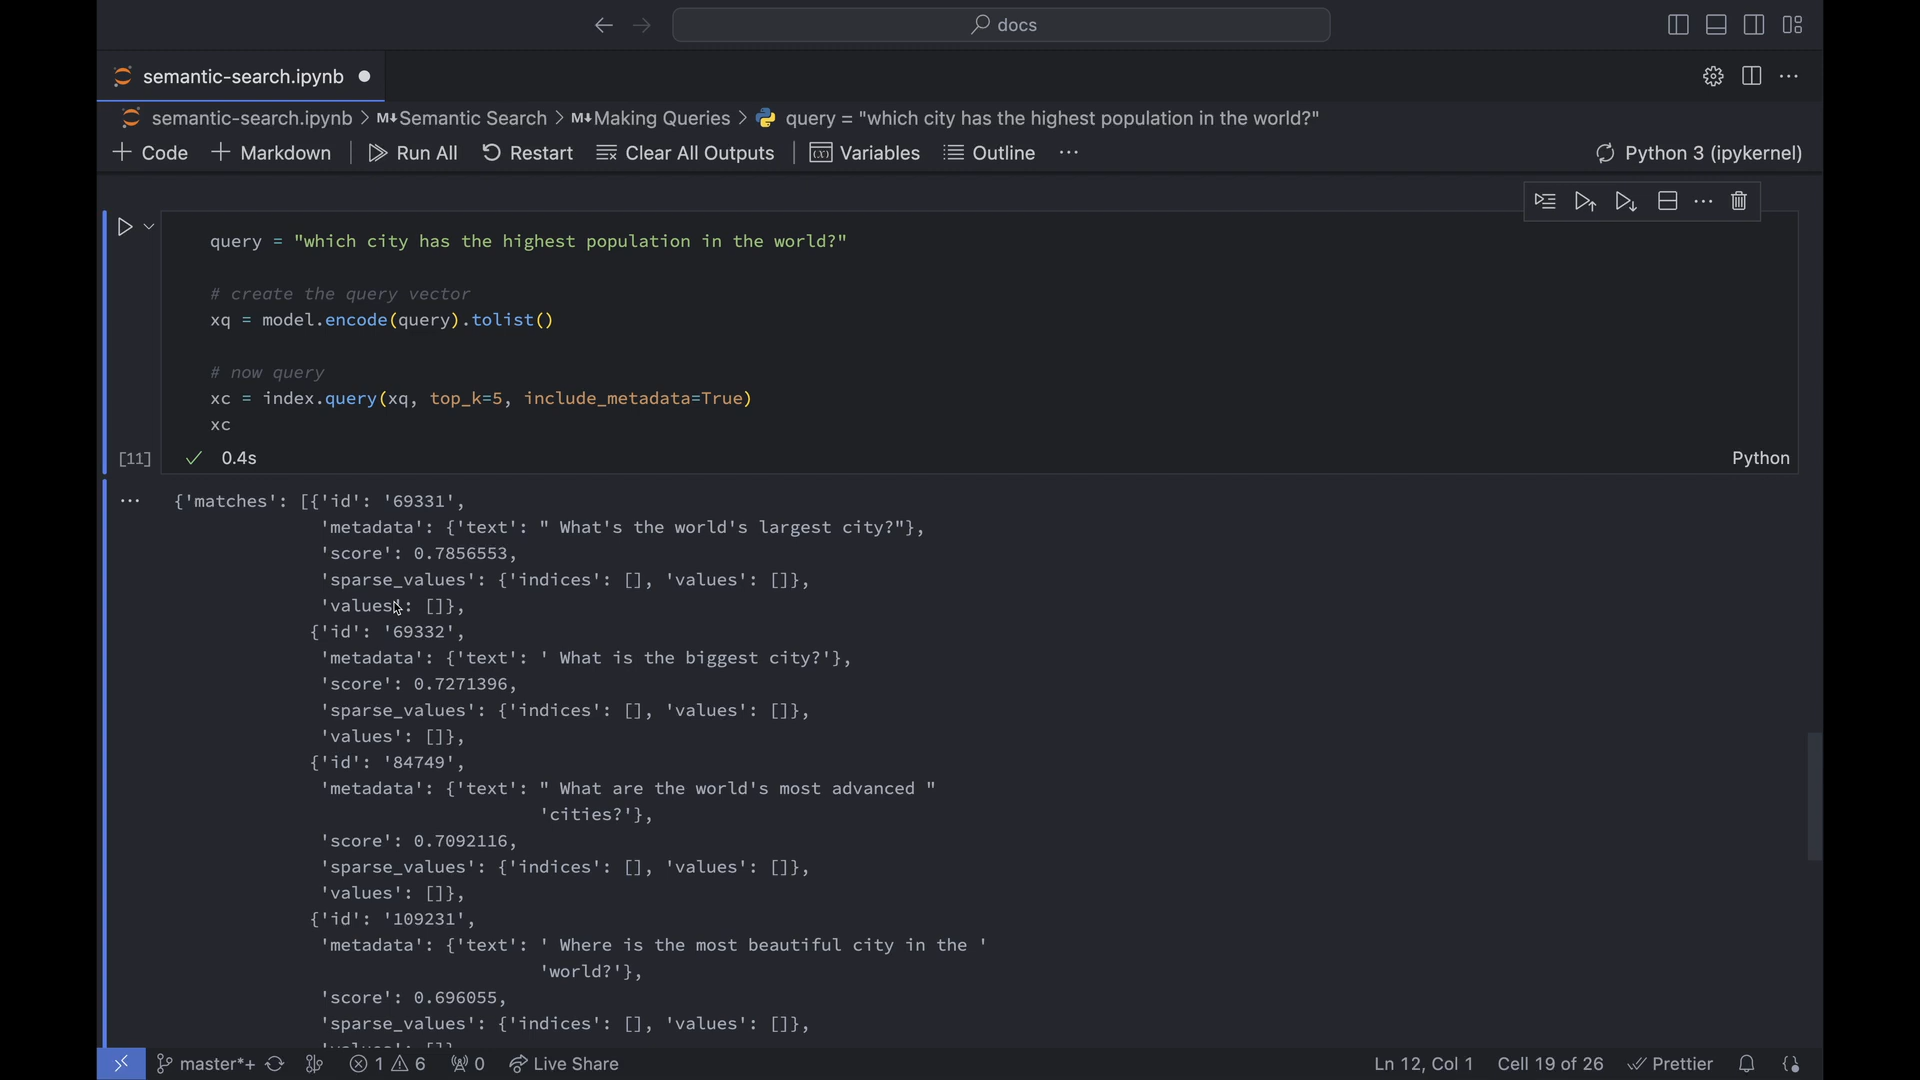 docs
semantic-search.ipynb
semantic-search.ipynb > M↓Semantic Search > M↓Making Queries > query = "which city has the highest population in the world?"
+ Code + Markdown | Run All Restart Clear All Outputs | Variables Outline ···
Python 3 (ipykernel)
query = "which city has the highest population in the world?"
# create the query vector
xq = model.encode(query).tolist()
# now query
xc = index.query(xq, top_k=5, include_metadata=True)
xc
[11] ✓ 0.4s Python
{'matches': [{'id': '69331',
'metadata': {'text': " What's the world's largest city?"},
'score': 0.7856553,
'sparse_values': {'indices': [], 'values': []},
'values': []},
{'id': '69332',
'metadata': {'text': ' What is the biggest city?'},
'score': 0.7271396,
'sparse_values': {'indices': [], 'values': []},
'values': []},
{'id': '84749',
'metadata': {'text': " What are the world's most advanced "
'cities?'},
'score': 0.7092116,
'sparse_values': {'indices': [], 'values': []},
'values': []},
{'id': '109231',
'metadata': {'text': ' Where is the most beautiful city in the '
'world?'},
'score': 0.696055,
'sparse_values': {'indices': [], 'values': []},
master*+ 1 6 0 Live Share Ln 12, Col 1 Cell 19 of 26 Prettier